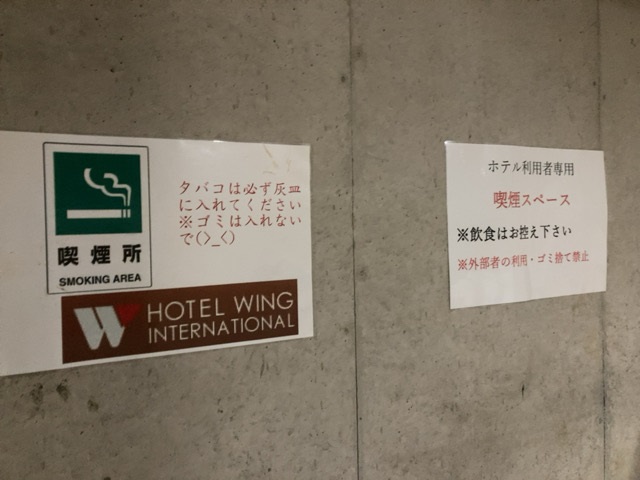 喫煙所
SMOKING AREA
タバコは必ず灰皿
に入れてください
※ゴミは入れない
で(>_<)
HOTEL WING
INTERNATIONAL
ホテル利用者専用
喫煙スペース
※飲食はお控え下さい
※外部者の利用・ゴミ捨て禁止